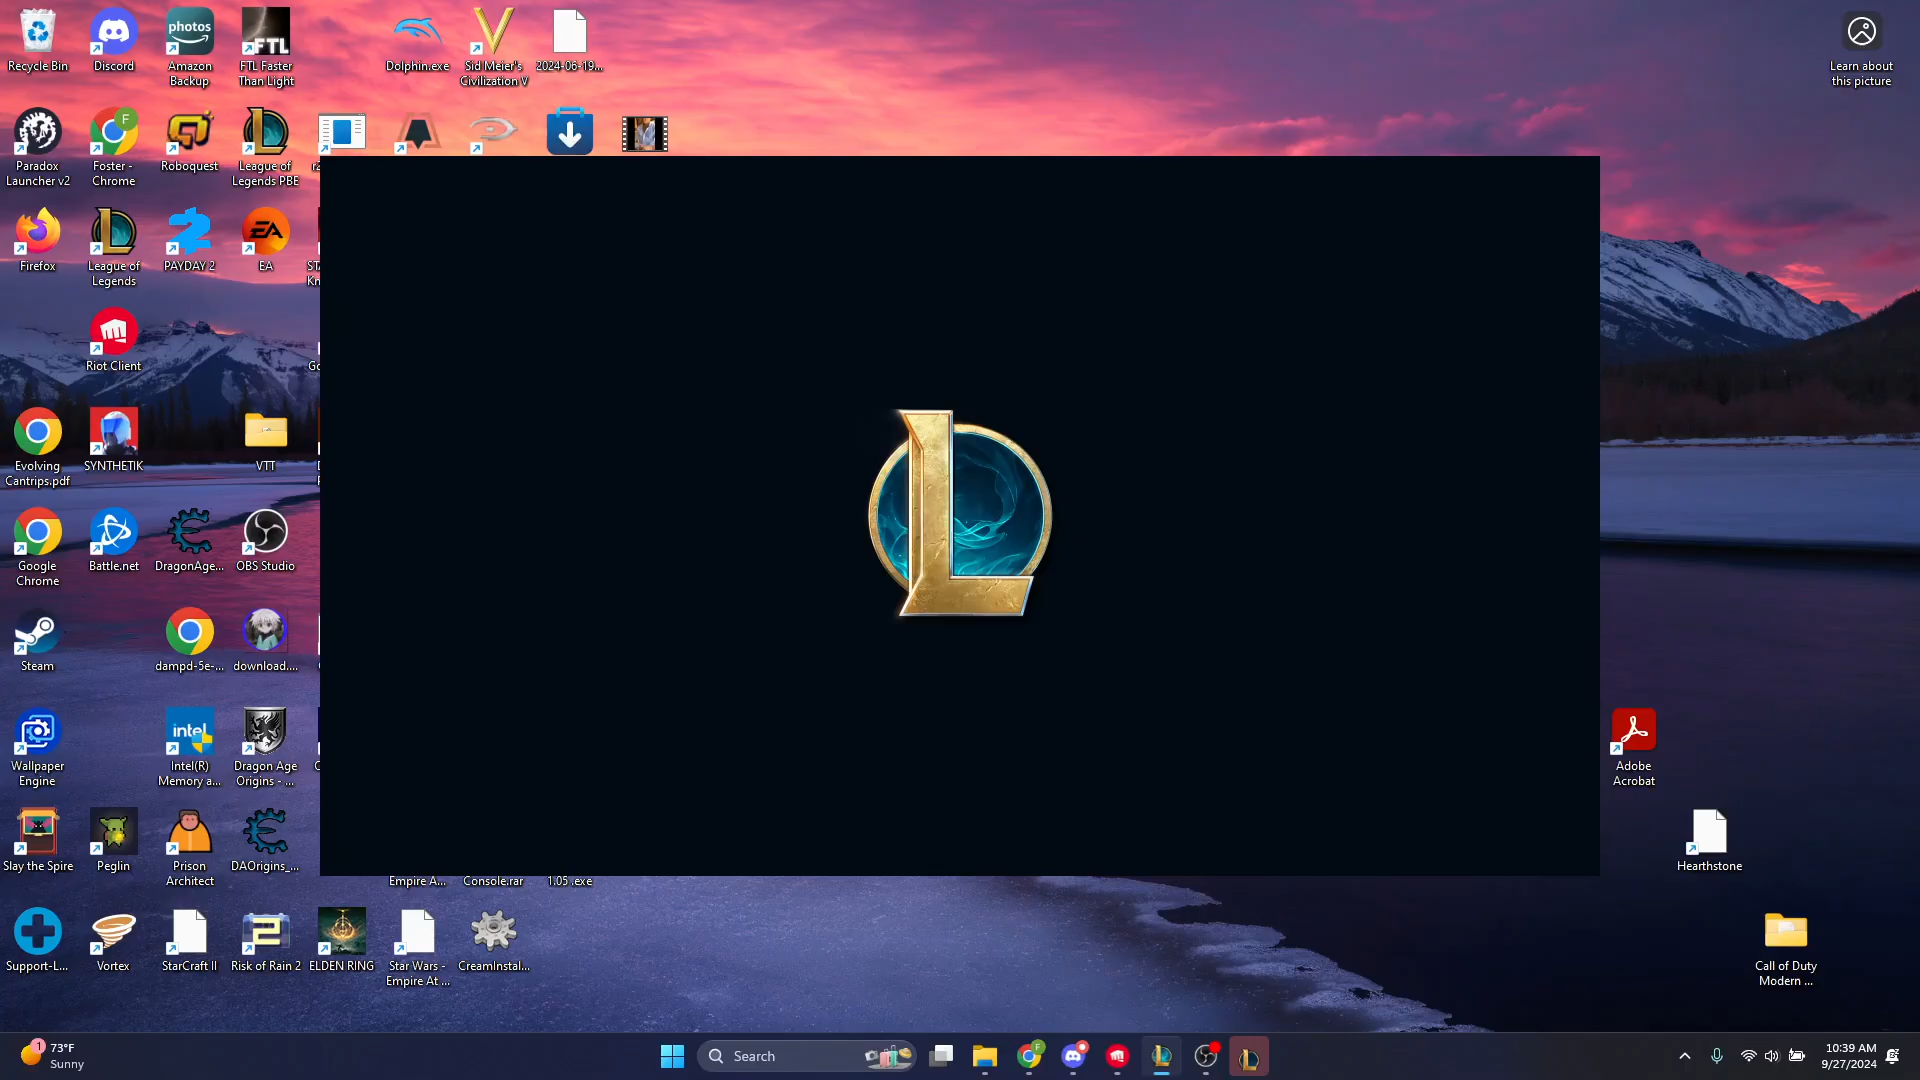 Recycle Bin
Discord
Amazon
Backup
FTL Faster
Than Light
Dolphin.exe
Sid Meier's
Civilization V
2024-06-19...
Learn about
this picture
photos
FTL
Paradox
Launcher v2
Foster -
Chrome
Roboquest
League of
Legends PBE
Firefox
League of
Legends
PAYDAY 2
EA
EA
Riot Client
Evolving
Cantrips.pdf
SYNTHETIK
VTT
Google
Chrome
Battle.net
DragonAge...
OBS Studio
Steam
dampd-5e-...
download....
Wallpaper
Engine
intel
Intel(R)
Memory a...
Dragon Age
Origins - ...
Adobe
Acrobat
Slay the Spire
Peglin
Prison
Architect
DAOrigins_...
Empire A...
Console.rar
1.05 .exe
Hearthstone
Support-L...
Vortex
StarCraft II
Risk of Rain 2
ELDEN RING
Star Wars -
Empire At ...
CreamInstal...
Call of Duty
Modern ...
1
73°F
Sunny
Search
10:39 AM
9/27/2024